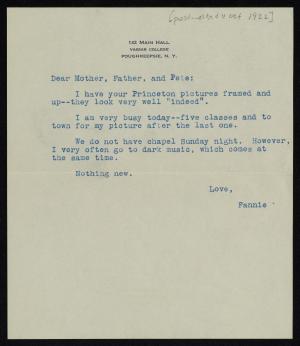 [postmarked 11 Oct 1922]
142 MAIN HALL
VASSAR COLLEGE
POUGHKEEPSIE, N. Y.
Dear Mother, Father, and Pete:
I have your Princeton pictures framed and
up--they look very well "indeed".
I am very busy today--five classes and to
town for my picture after the last one.
We do not have chapel Sunday night. However,
I very often go to dark music, which comes at
the same time.
Nothing new.
Love,
Fannie